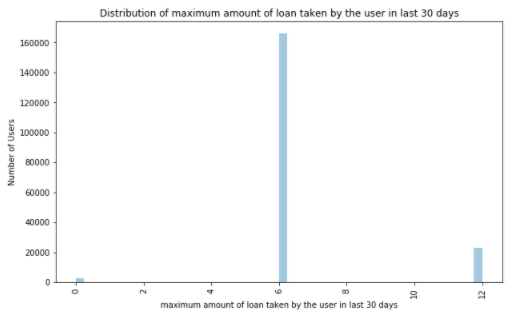 Distribution of maximum amount of loan taken by the user in last 30 days
160000
140000
120000
100000
80000
60000
40000
20000
0
Number of Users
0 2 4 6 8 10 12
maximum amount of loan taken by the user in last 30 days